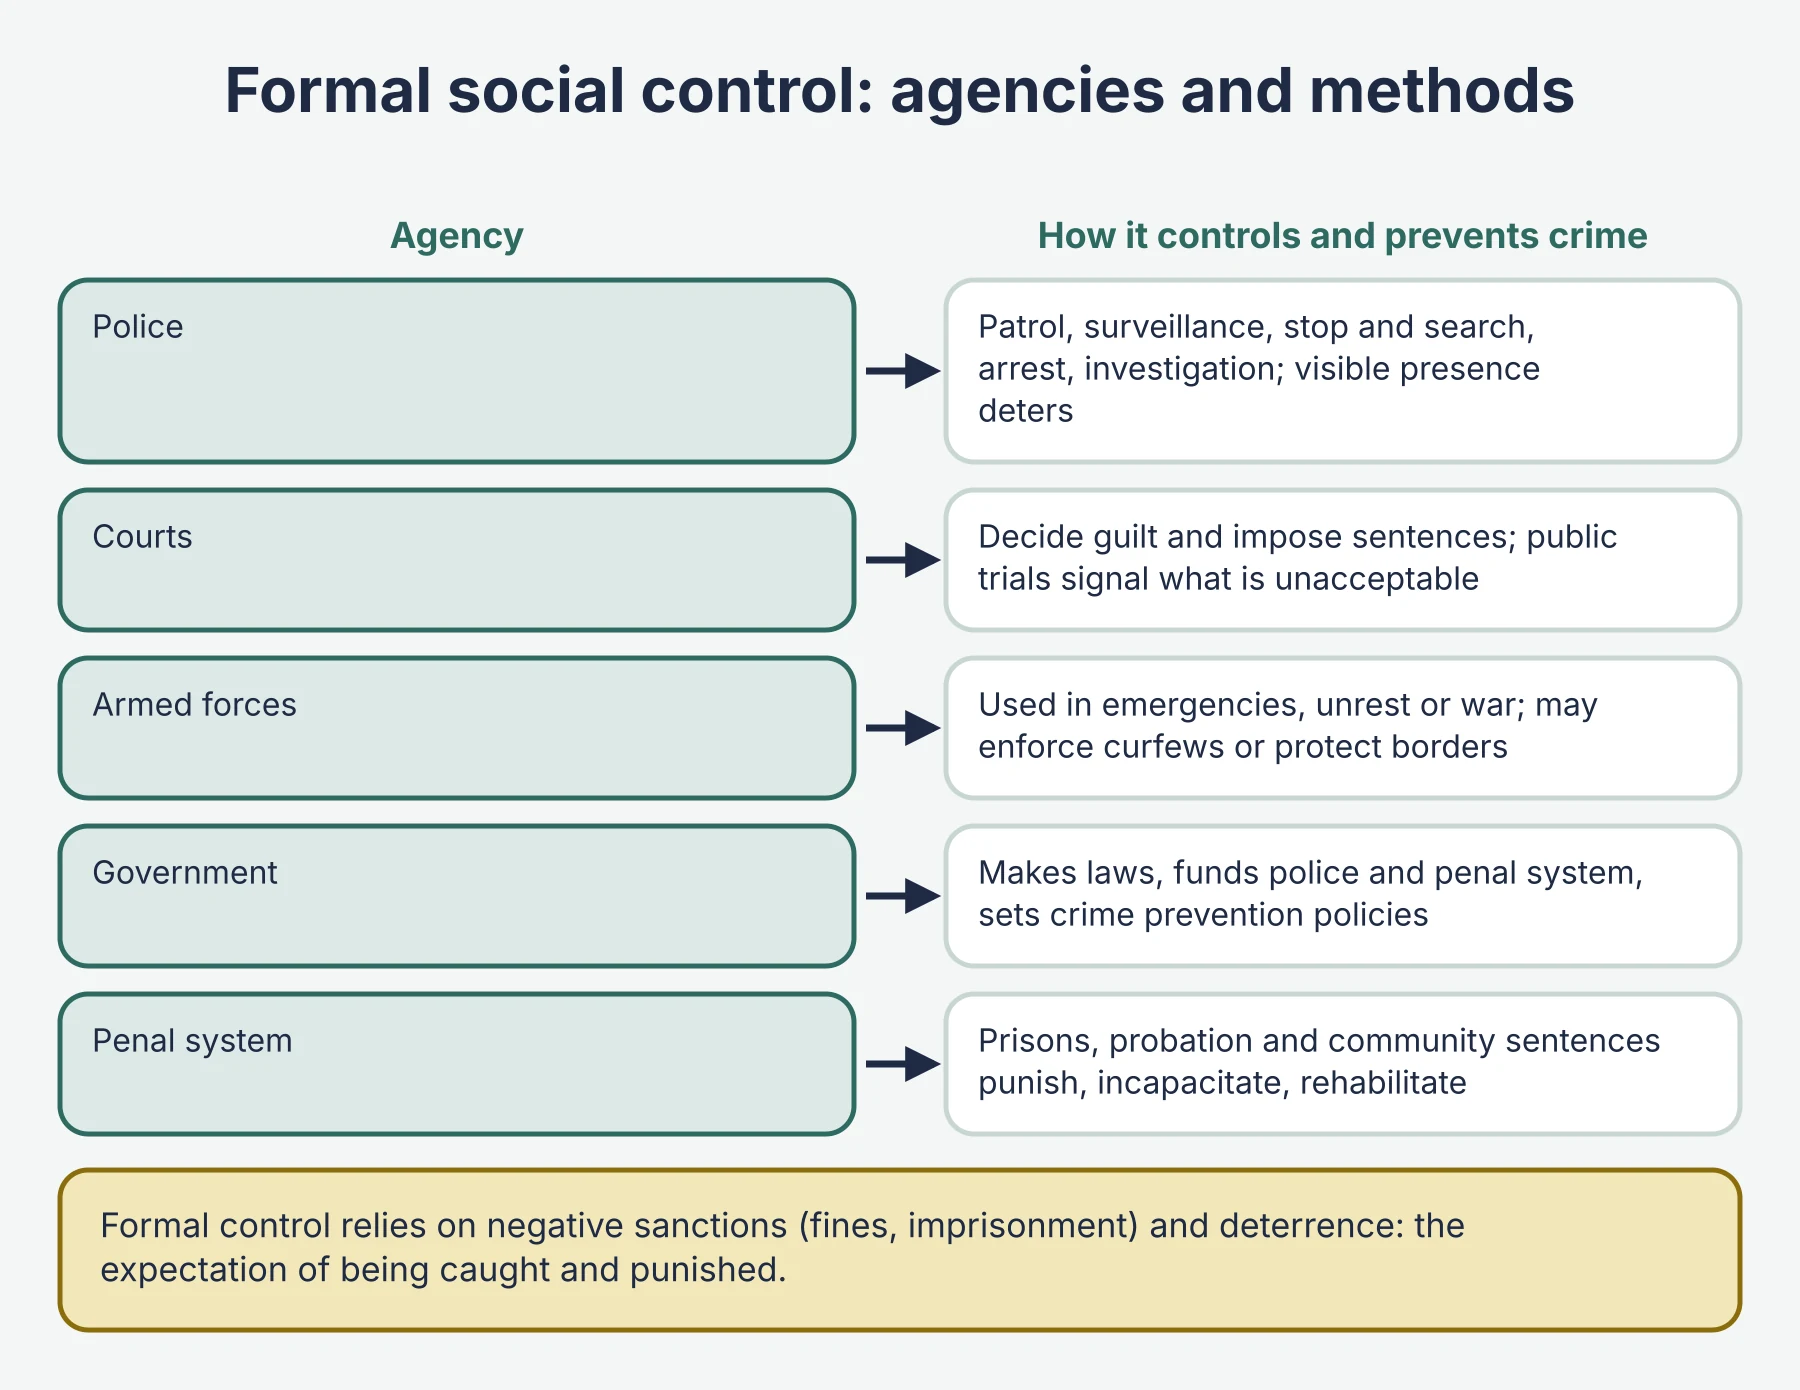 Formal social control: agencies and methods
Agency
How it controls and prevents crime
Police
Patrol, surveillance, stop and search,
arrest, investigation; visible presence
deters
Courts
Decide guilt and impose sentences; public
trials signal what is unacceptable
Armed forces
Used in emergencies, unrest or war; may
enforce curfews or protect borders
Government
Makes laws, funds police and penal system,
sets crime prevention policies
Penal system
Prisons, probation and community sentences
punish, incapacitate, rehabilitate
Formal control relies on negative sanctions (fines, imprisonment) and deterrence: the
expectation of being caught and punished.